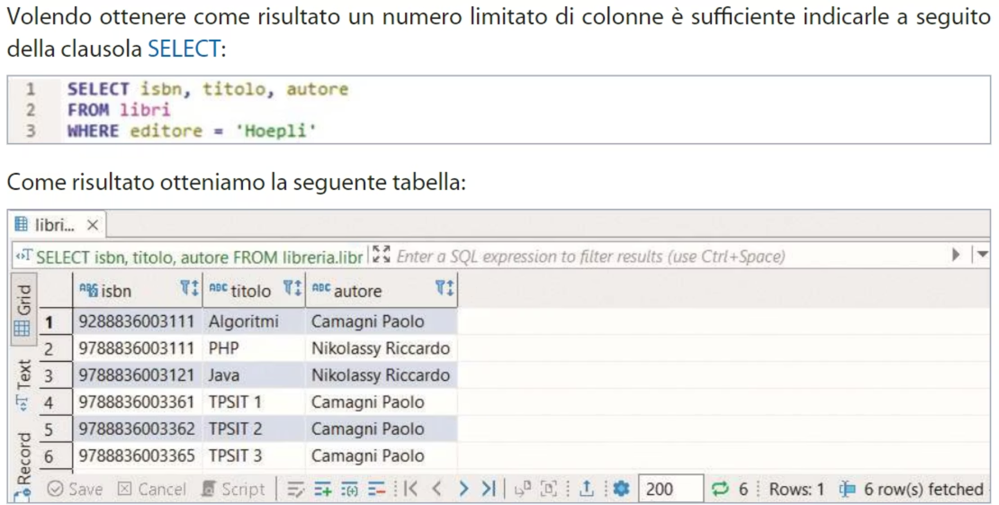 Volendo ottenere come risultato un numero limitato di colonne è sufficiente indicarle a seguito
della clausola SELECT:
1 SELECT isbn, titolo, autore
2 FROM libri
3 WHERE editore = 'Hoepli'
Come risultato otteniamo la seguente tabella:
libri...
SELECT isbn, titolo, autore FROM libreria.libr Enter a SQL expression to filter results (use Ctrl+Space)
Grid
Text
Record
ABC isbn ABC titolo ABC autore
1 9288836003111 Algoritmi Camagni Paolo
2 9788836003111 PHP Nikolassy Riccardo
3 9788836003121 Java Nikolassy Riccardo
4 9788836003361 TPSIT 1 Camagni Paolo
5 9788836003362 TPSIT 2 Camagni Paolo
6 9788836003365 TPSIT 3 Camagni Paolo
Save Cancel Script 200 6 Rows: 1 6 row(s) fetched